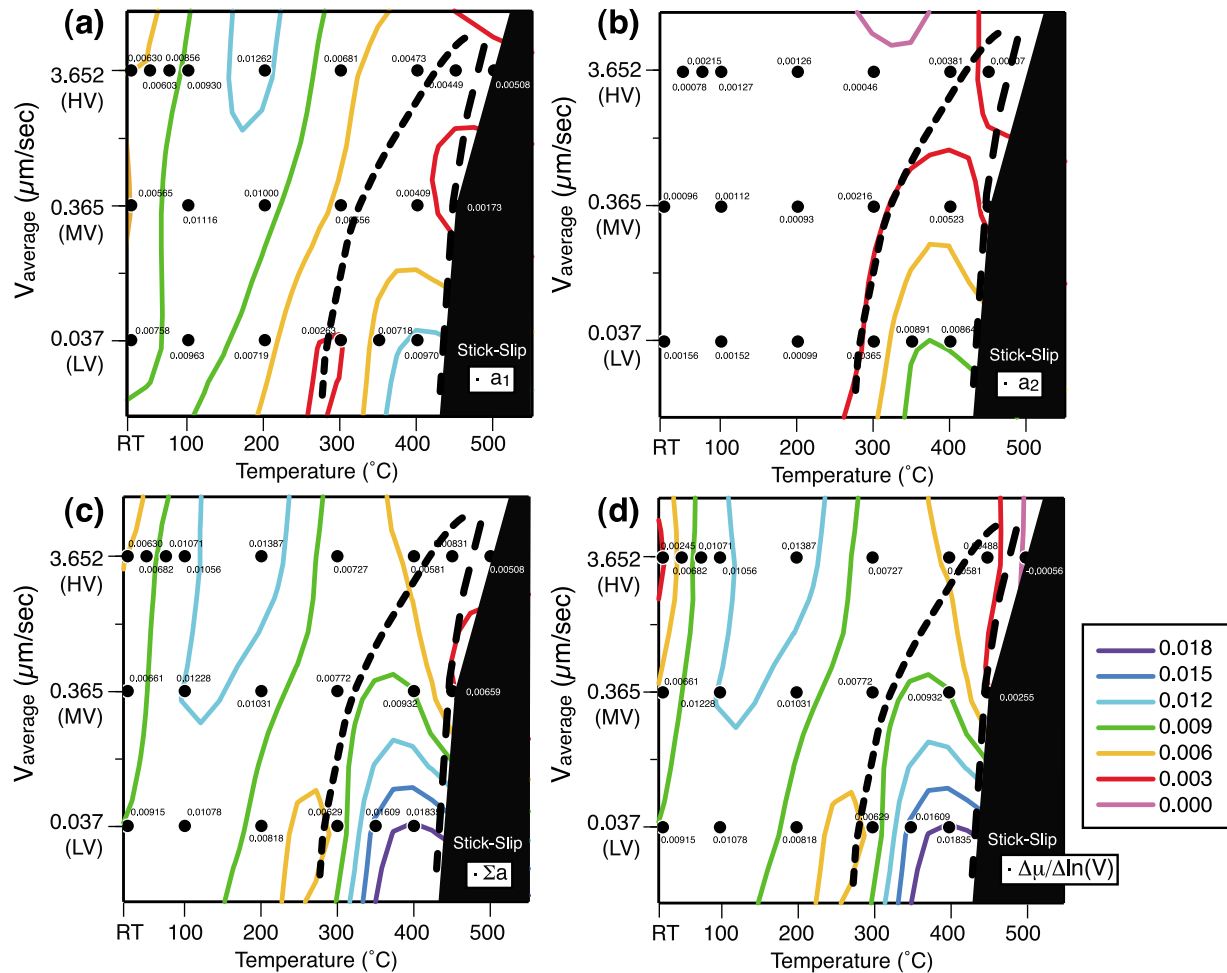 (a)
0.00630 0.00856 0.01262 0.00681 0.00473
3.652
(HV)
0.00603 0.00930 0.00449 0.00508
0.365
(MV)
0.00565 0.01000 0.00409
0.01116 0.00556 0.00173
0.037
(LV)
0.00758 0.00263 0.00718
0.00963 0.00719 0.00970
Stick-Slip
· a1
Vaverage (µm/sec)
RT 100 200 300 400 500
Temperature (˚C)
(b)
0.00215 0.00126 0.00381
3.652
(HV)
0.00078 0.00127 0.00046
0.365
(MV)
0.00096 0.00112 0.00216
0.00093 0.00523
0.037
(LV)
0.00891 0.00864
0.00156 0.00152 0.00099 0.00365
Stick-Slip
· a2
Vaverage (µm/sec)
RT 100 200 300 400 500
Temperature (˚C)
(c)
0.00630 0.01071 0.01387 0.00831
3.652
(HV)
0.00682 0.01056 0.00727 0.00581 0.00508
0.365
(MV)
0.00661 0.01228 0.00772
0.01031 0.00932 0.00659
0.037
(LV)
0.00915 0.01078 0.00629 0.01609 0.01835
0.00818
Stick-Slip
· Σa
Vaverage (µm/sec)
RT 100 200 300 400 500
Temperature (˚C)
(d)
0.00245 0.01071 0.01387 0.00488
3.652
(HV)
0.00682 0.01056 0.00727 0.00581 -0.00056
0.365
(MV)
0.00661 0.00772 0.00932
0.01228 0.01031 0.00255
0.037
(LV)
0.00629 0.01609
0.00915 0.01078 0.00818 0.01835
Stick-Slip
· Δµ/Δln(V)
Vaverage (µm/sec)
RT 100 200 300 400 500
Temperature (˚C)
0.018
0.015
0.012
0.009
0.006
0.003
0.000